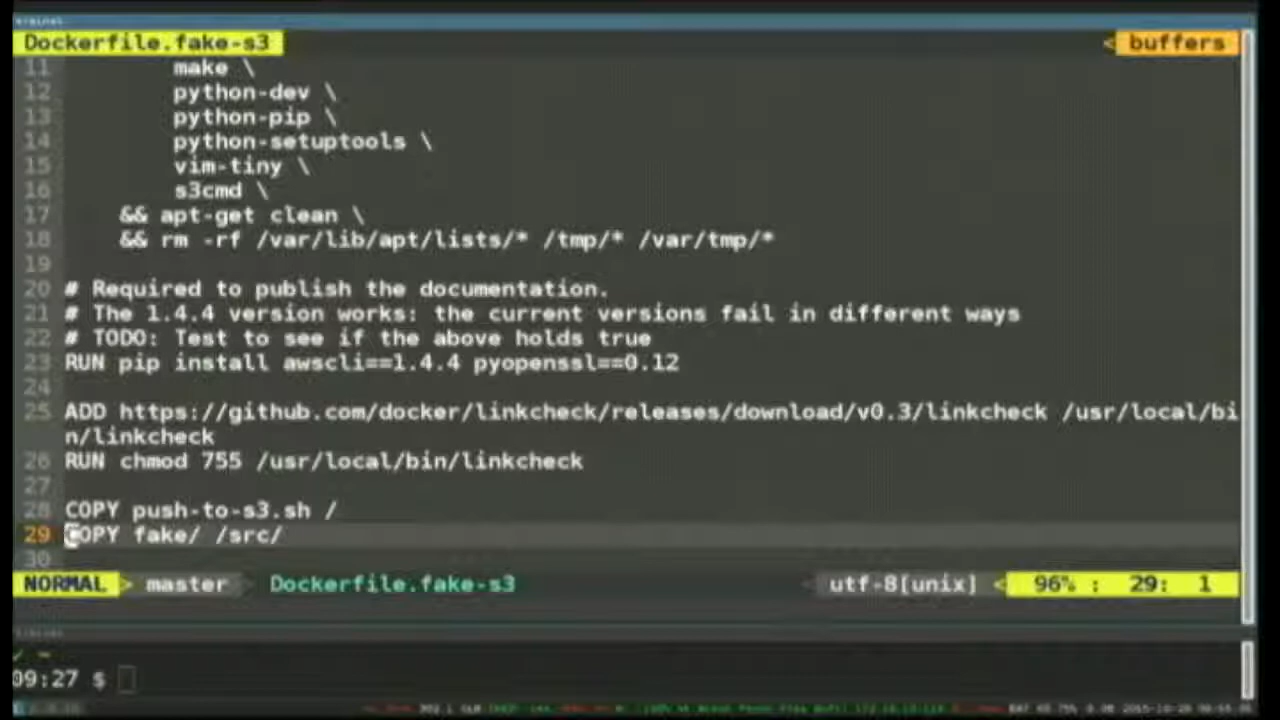 Dockerfile.fake-s3 < buffers
11 make \
12 python-dev \
13 python-pip \
14 python-setuptools \
15 vim-tiny \
16 s3cmd \
17 && apt-get clean \
18 && rm -rf /var/lib/apt/lists/* /tmp/* /var/tmp/*
19
20 # Required to publish the documentation.
21 # The 1.4.4 version works: the current versions fail in different ways
22 # TODO: Test to see if the above holds true
23 RUN pip install awscli==1.4.4 pyopenssl==0.12
24
25 ADD https://github.com/docker/linkcheck/releases/download/v0.3/linkcheck /usr/local/bi
n/linkcheck
26 RUN chmod 755 /usr/local/bin/linkcheck
27
28 COPY push-to-s3.sh /
29 COPY fake/ /src/
30
NORMAL > master > Dockerfile.fake-s3 < utf-8[unix] < 96% : 29: 1
✓ ~
09:27 $